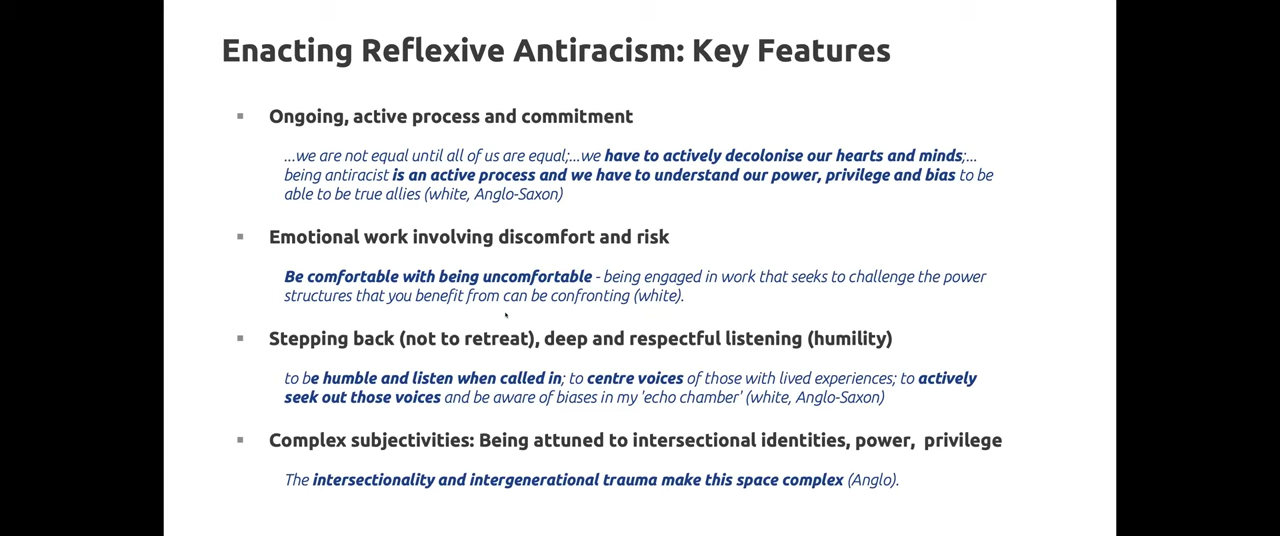 Enacting Reflexive Antiracism: Key Features
▪ Ongoing, active process and commitment
...we are not equal until all of us are equal;...we have to actively decolonise our hearts and minds;...
being antiracist is an active process and we have to understand our power, privilege and bias to be
able to be true allies (white, Anglo-Saxon)
▪ Emotional work involving discomfort and risk
Be comfortable with being uncomfortable - being engaged in work that seeks to challenge the power
structures that you benefit from can be confronting (white).
▪ Stepping back (not to retreat), deep and respectful listening (humility)
to be humble and listen when called in; to centre voices of those with lived experiences; to actively
seek out those voices and be aware of biases in my 'echo chamber' (white, Anglo-Saxon)
▪ Complex subjectivities: Being attuned to intersectional identities, power, privilege
The intersectionality and intergenerational trauma make this space complex (Anglo).